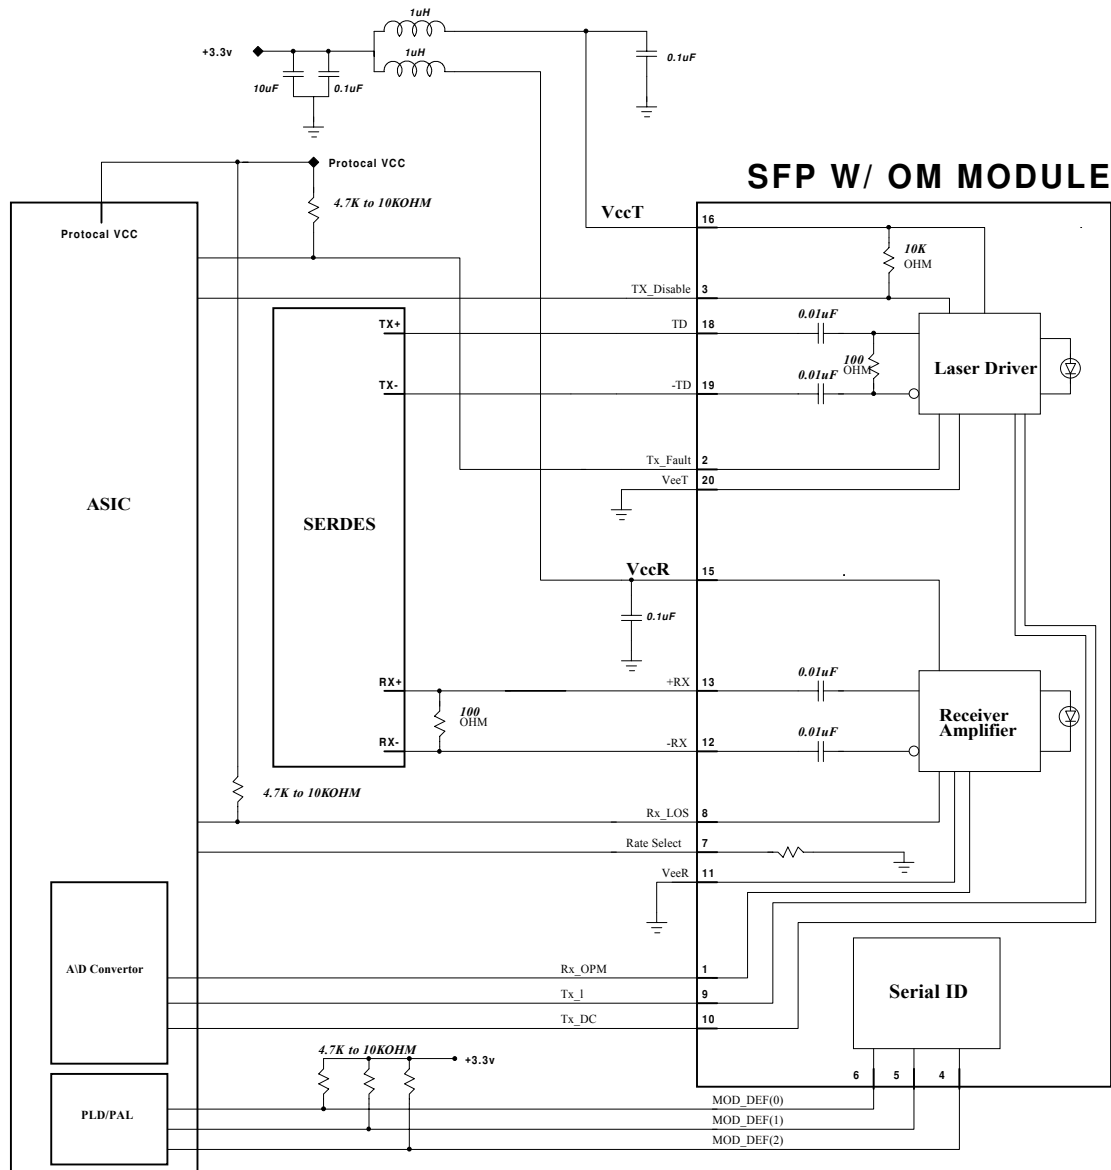 1uH
+3.3v
1uH
0.1uF
10uF
0.1uF
Protocal VCC
SFP W/ OM MODULE
4.7K to 10KOHM
VccT
16
Protocal VCC
10K
OHM
TX_Disable
3
0.01uF
TX+
TD
18
100
OHM
Laser Driver
0.01uF
TX-
-TD
19
Tx_Fault
2
VeeT
20
ASIC
SERDES
VccR
15
0.1uF
0.01uF
RX+
+RX
13
100
OHM
Receiver
Amplifier
0.01uF
RX-
-RX
12
4.7K to 10KOHM
Rx_LOS
8
Rate Select
7
VeeR
11
A\D Convertor
Rx_OPM
1
Serial ID
Tx_l
9
Tx_DC
10
4.7K to 10KOHM
+3.3v
6
5
4
PLD/PAL
MOD_DEF(0)
MOD_DEF(1)
MOD_DEF(2)